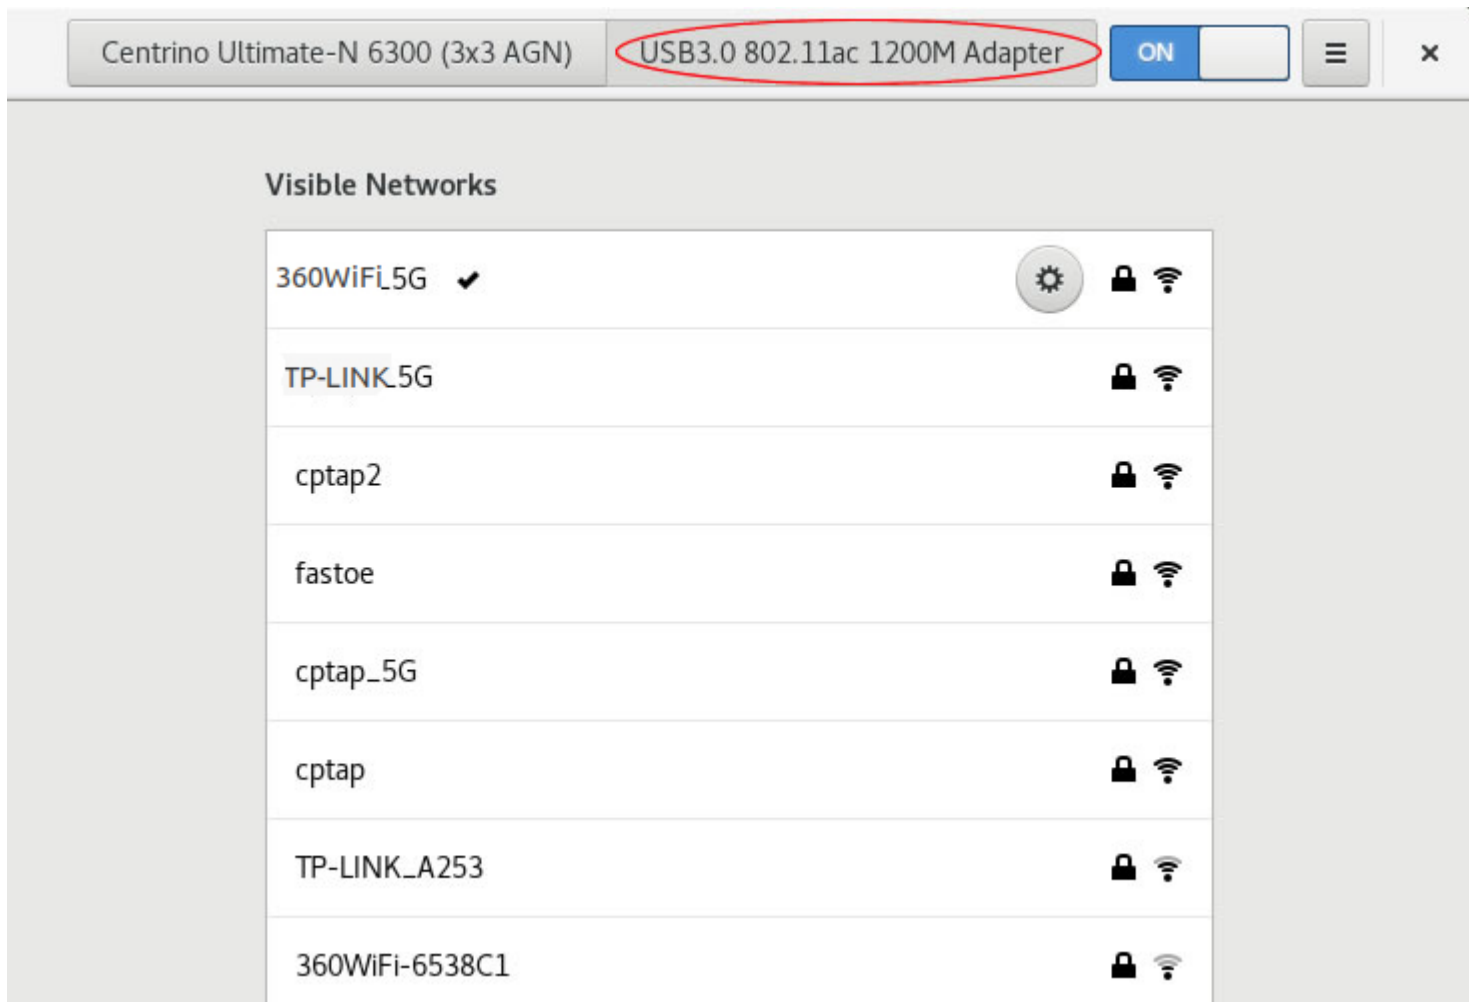 Centrino Ultimate-N 6300 (3x3 AGN) USB3.0 802.11ac 1200M Adapter ON
Visible Networks
360WiFi_5G
TP-LINK_5G
cptap2
fastoe
cptap_5G
cptap
TP-LINK_A253
360WiFi-6538C1